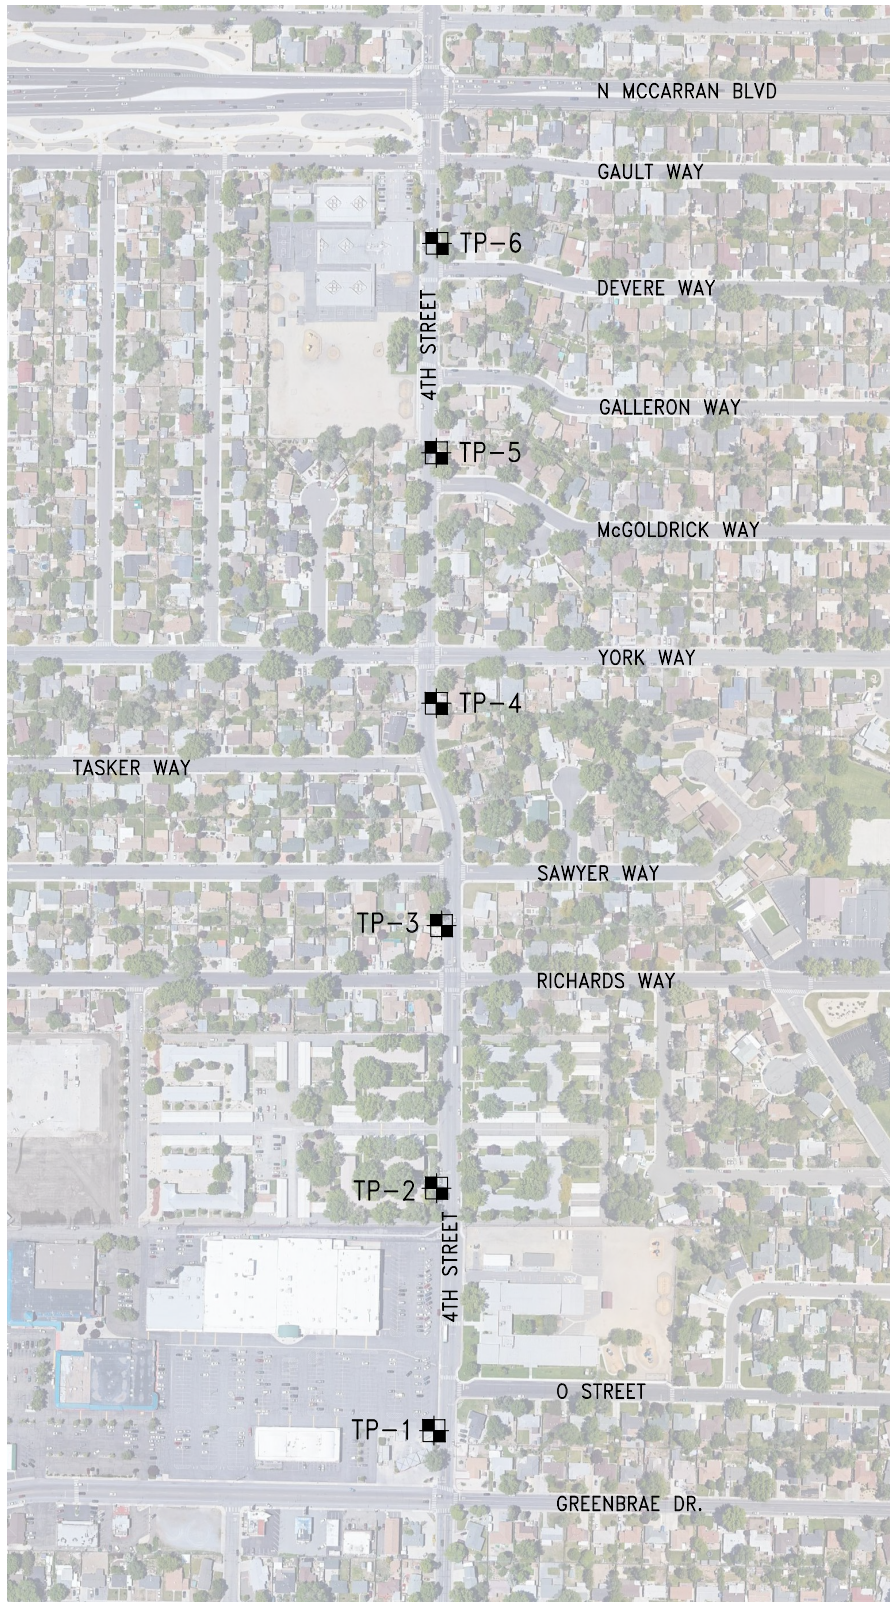 N MCCARRAN BLVD
GAULT WAY
TP-6
DEVERE WAY
4TH STREET
GALLERON WAY
TP-5
McGOLDRICK WAY
YORK WAY
TP-4
TASKER WAY
SAWYER WAY
TP-3
RICHARDS WAY
TP-2
4TH STREET
O STREET
TP-1
GREENBRAE DR.